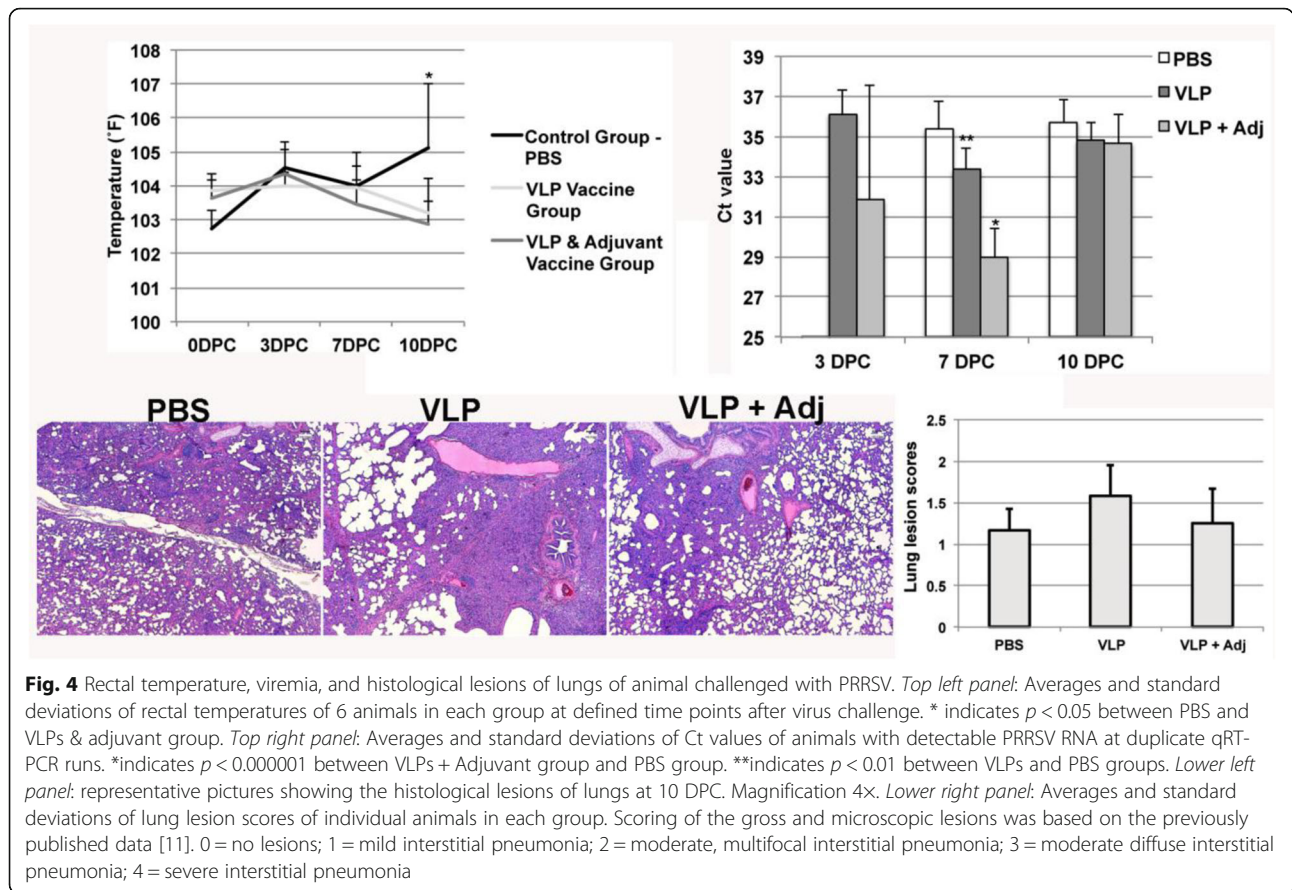 108
107
106
105
104
103
102
101
100
Temperature (˚F)
*
0DPC 3DPC 7DPC 10DPC
Control Group -
PBS
VLP Vaccine
Group
VLP & Adjuvant
Vaccine Group
39
37
35
33
31
29
27
25
Ct value
**
*
3 DPC 7 DPC 10 DPC
PBS
VLP
VLP + Adj
PBS VLP VLP + Adj
2.5
2
1.5
1
0.5
0
Lung lesion scores
PBS VLP VLP + Adj
Fig. 4 Rectal temperature, viremia, and histological lesions of lungs of animal challenged with PRRSV. Top left panel: Averages and standard
deviations of rectal temperatures of 6 animals in each group at defined time points after virus challenge. * indicates p < 0.05 between PBS and
VLPs & adjuvant group. Top right panel: Averages and standard deviations of Ct values of animals with detectable PRRSV RNA at duplicate qRT-
PCR runs. *indicates p < 0.000001 between VLPs + Adjuvant group and PBS group. **indicates p < 0.01 between VLPs and PBS groups. Lower left
panel: representative pictures showing the histological lesions of lungs at 10 DPC. Magnification 4×. Lower right panel: Averages and standard
deviations of lung lesion scores of individual animals in each group. Scoring of the gross and microscopic lesions was based on the previously
published data [11]. 0 = no lesions; 1 = mild interstitial pneumonia; 2 = moderate, multifocal interstitial pneumonia; 3 = moderate diffuse interstitial
pneumonia; 4 = severe interstitial pneumonia